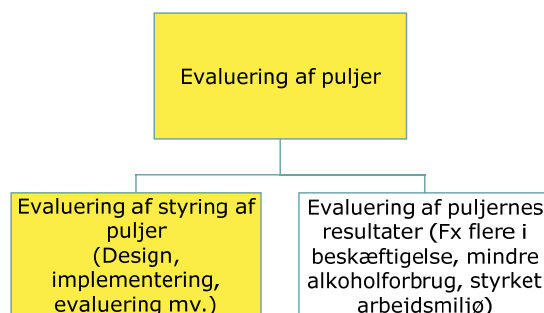 Evaluering af puljer
Evaluering af styring af
puljer
(Design,
implementering,
evaluering mv.)
Evaluering af puljernes
resultater (Fx flere i
beskæftigelse, mindre
alkoholforbrug, styrket
arbejdsmiljø)